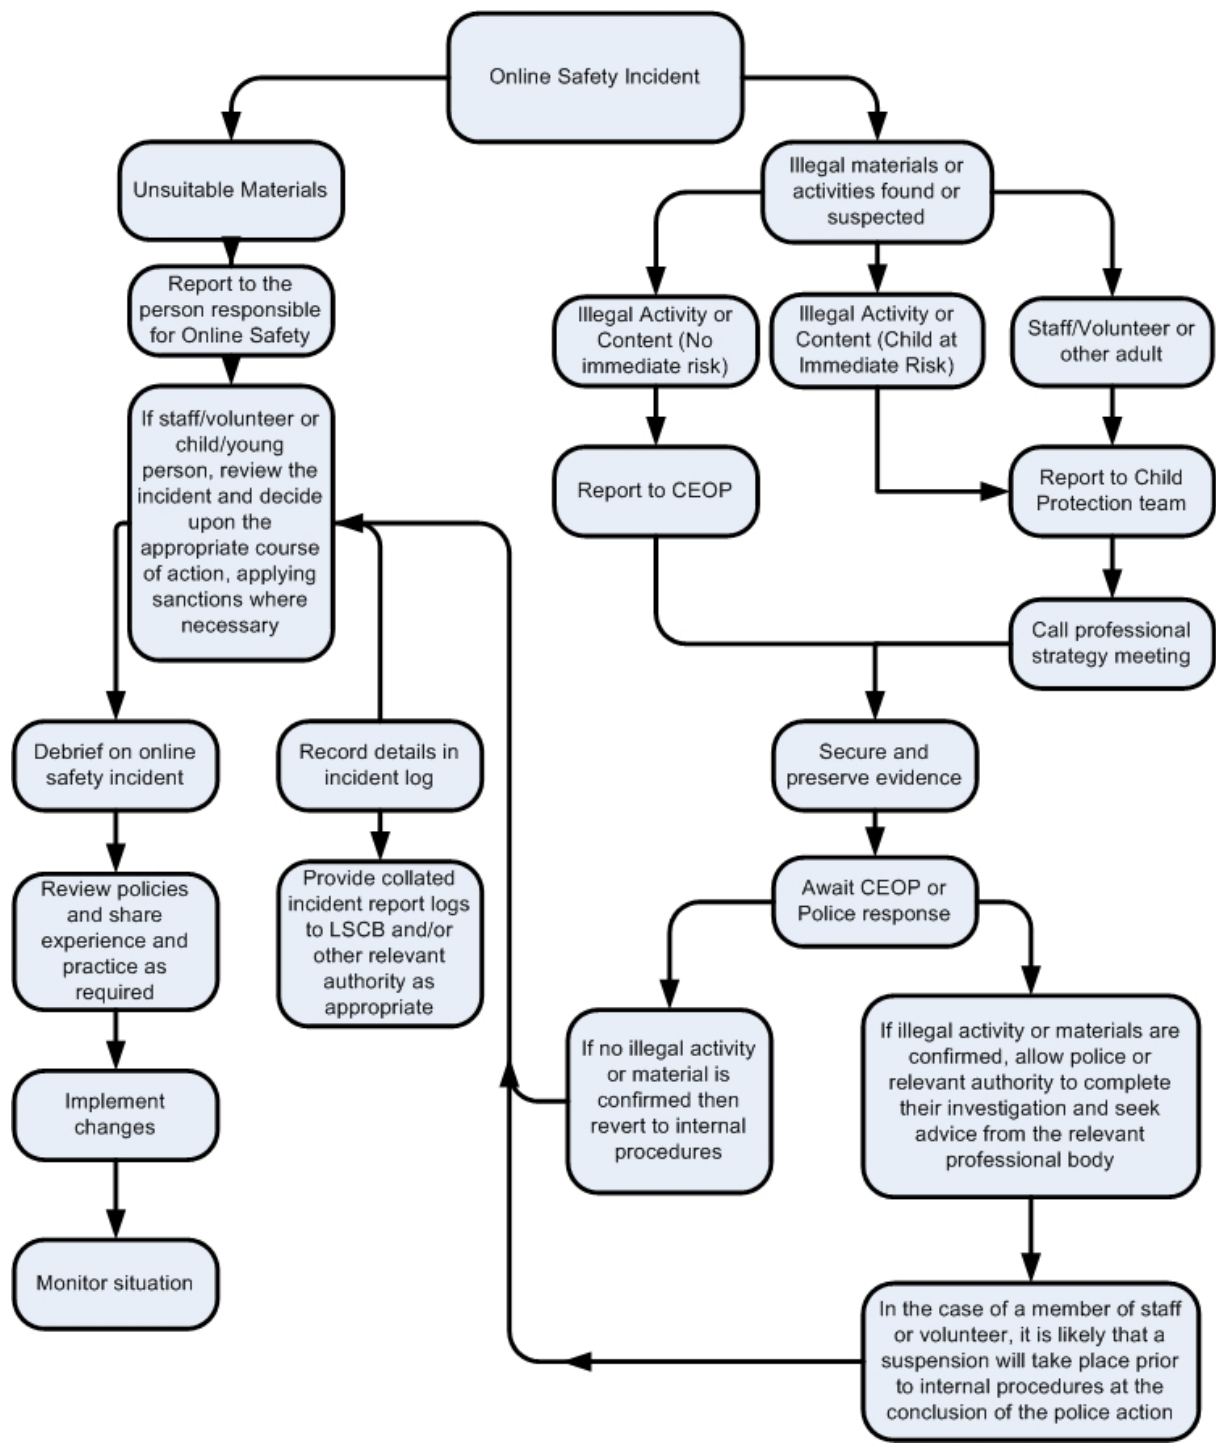 Online Safety Incident
Unsuitable Materials
Report to the
person responsible
for Online Safety
If staff/volunteer or
child/young
person, review the
incident and decide
upon the
appropriate course
of action, applying
sanctions where
necessary
Debrief on online
safety incident
Review policies
and share
experience and
practice as
required
Implement
changes
Monitor situation
Record details in
incident log
Provide collated
incident report logs
to LSCB and/or
other relevant
authority as
appropriate
Illegal materials or
activities found or
suspected
Illegal Activity or
Content (No
immediate risk)
Illegal Activity or
Content (Child at
Immediate Risk)
Staff/Volunteer or
other adult
Report to CEOP
Report to Child
Protection team
Call professional
strategy meeting
Secure and
preserve evidence
Await CEOP or
Police response
If no illegal activity
or material is
confirmed then
revert to internal
procedures
If illegal activity or materials are
confirmed, allow police or
relevant authority to complete
their investigation and seek
advice from the relevant
professional body
In the case of a member of staff
or volunteer, it is likely that a
suspension will take place prior
to internal procedures at the
conclusion of the police action